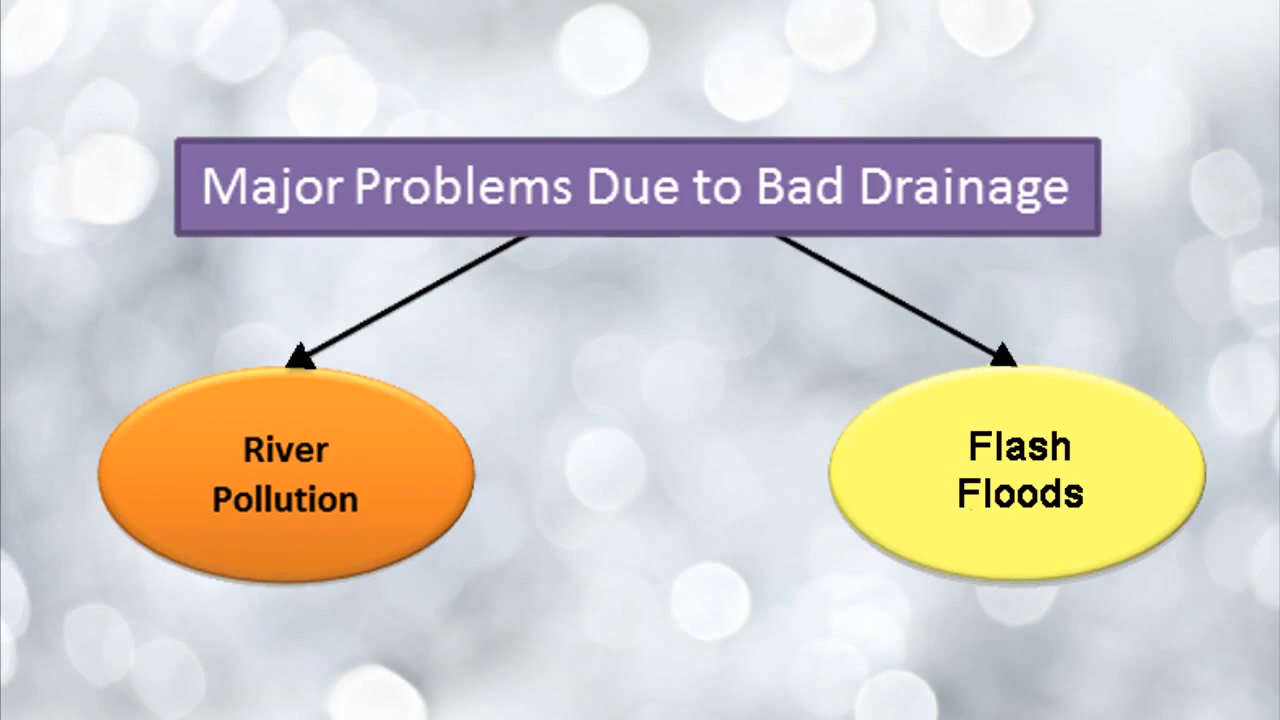 Major Problems Due to Bad Drainage
River
Pollution
Flash
Floods